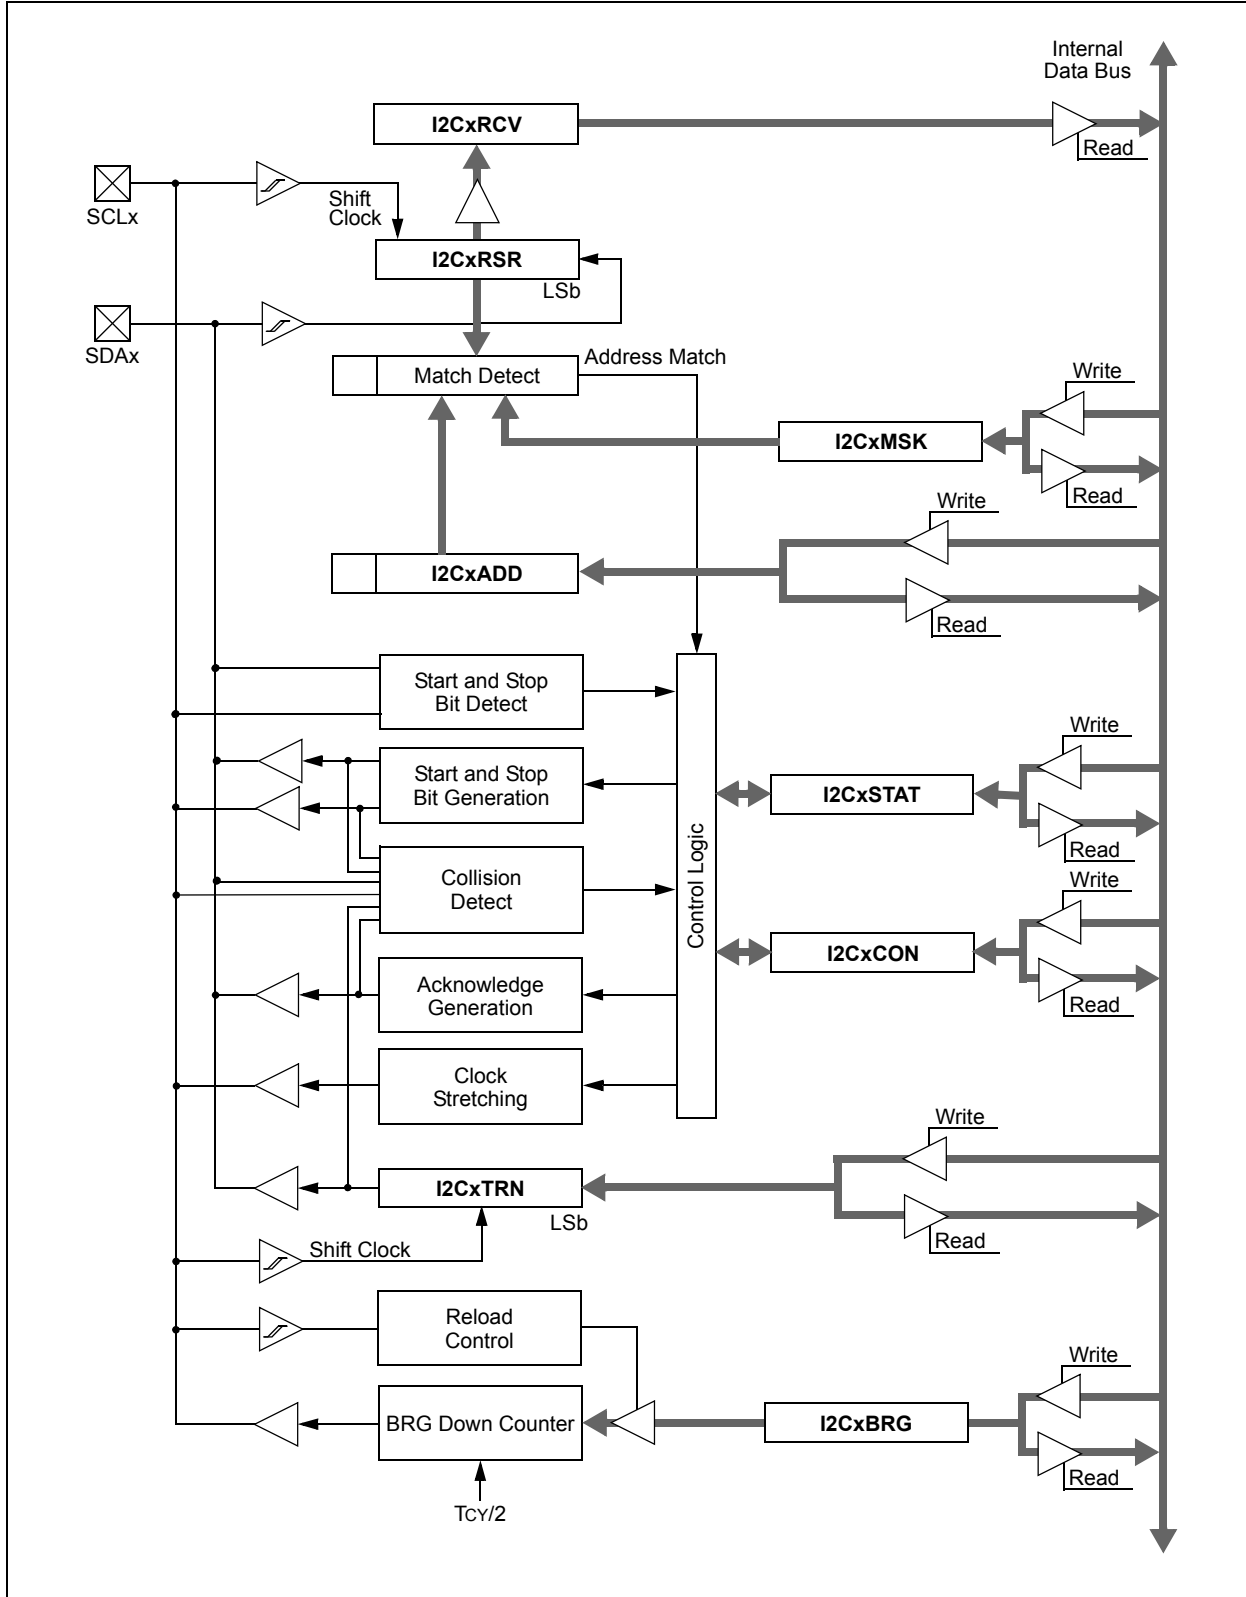 Internal
Data Bus
I2CxRCV
Read
SCLx
Shift
Clock
I2CxRSR
LSb
SDAx
Address Match
Match Detect
Write
I2CxMSK
Read
Write
I2CxADD
Read
Start and Stop
Bit Detect
Write
Start and Stop
Bit Generation
I2CxSTAT
Read
Control Logic
Collision
Detect
Write
I2CxCON
Read
Acknowledge
Generation
Clock
Stretching
Write
I2CxTRN
LSb
Read
Shift Clock
Reload
Control
Write
BRG Down Counter
I2CxBRG
Read
TCY/2